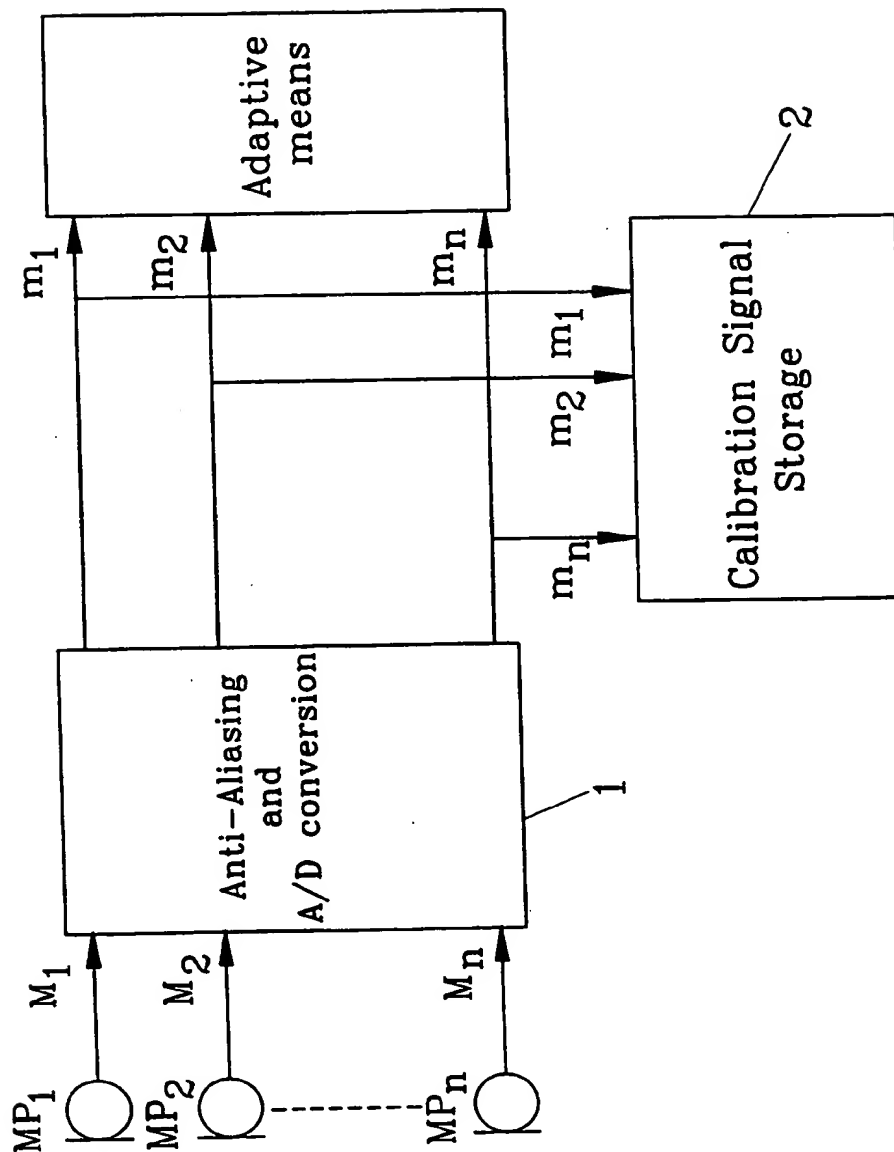 MP1
MP2
MPn
M1
M2
Mn
Anti-Aliasing
and
A/D conversion
1
m1
m2
mn
Adaptive
means
m1
m2
mn
Calibration Signal
Storage
2